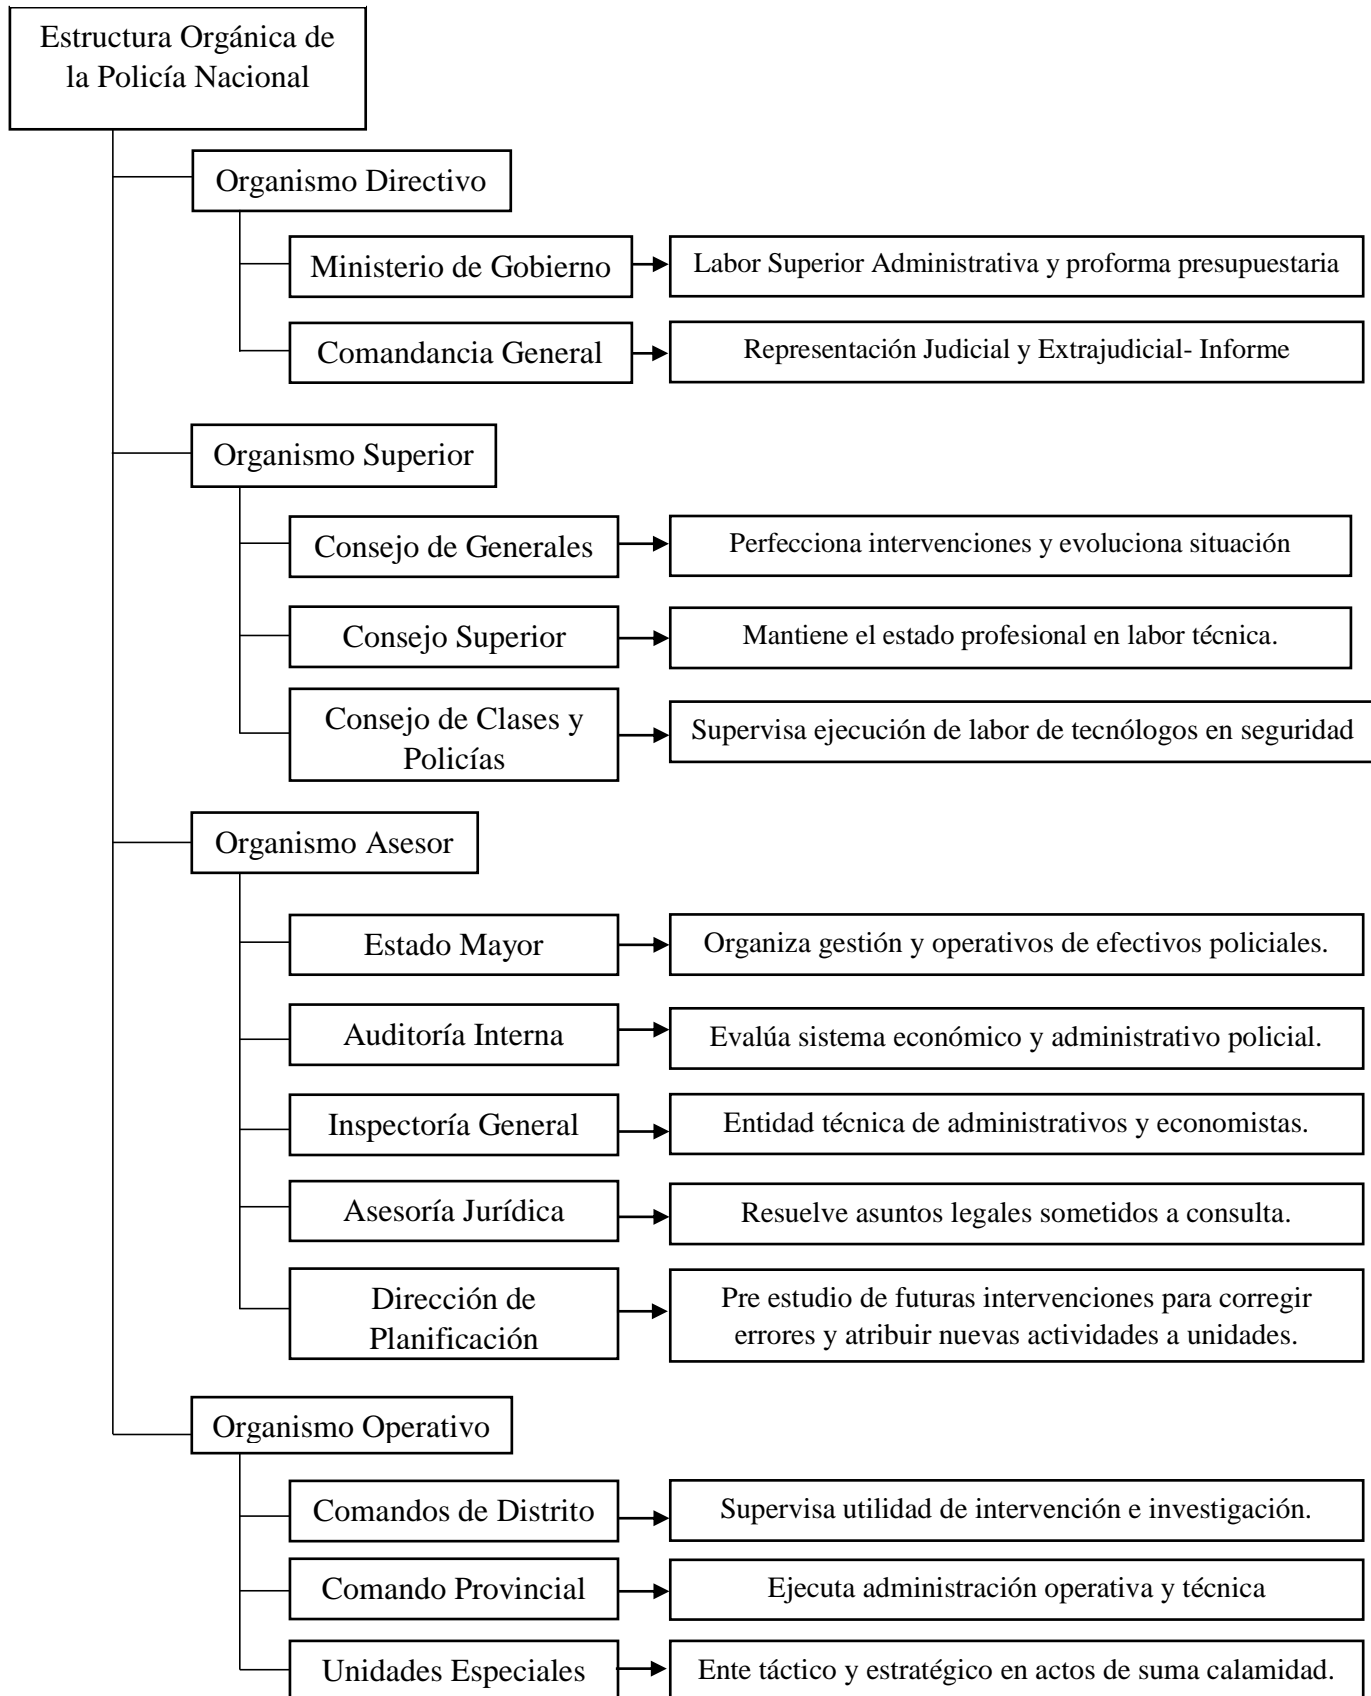 Estructura Orgánica de
la Policía Nacional
Organismo Directivo
Ministerio de Gobierno
Labor Superior Administrativa y proforma presupuestaria
Comandancia General
Representación Judicial y Extrajudicial- Informe
Organismo Superior
Consejo de Generales
Perfecciona intervenciones y evoluciona situación
Consejo Superior
Mantiene el estado profesional en labor técnica.
Consejo de Clases y
Policías
Supervisa ejecución de labor de tecnólogos en seguridad
Organismo Asesor
Estado Mayor
Organiza gestión y operativos de efectivos policiales.
Auditoría Interna
Evalúa sistema económico y administrativo policial.
Inspectoría General
Entidad técnica de administrativos y economistas.
Asesoría Jurídica
Resuelve asuntos legales sometidos a consulta.
Dirección de
Planificación
Pre estudio de futuras intervenciones para corregir
errores y atribuir nuevas actividades a unidades.
Organismo Operativo
Comandos de Distrito
Supervisa utilidad de intervención e investigación.
Comando Provincial
Ejecuta administración operativa y técnica
Unidades Especiales
Ente táctico y estratégico en actos de suma calamidad.